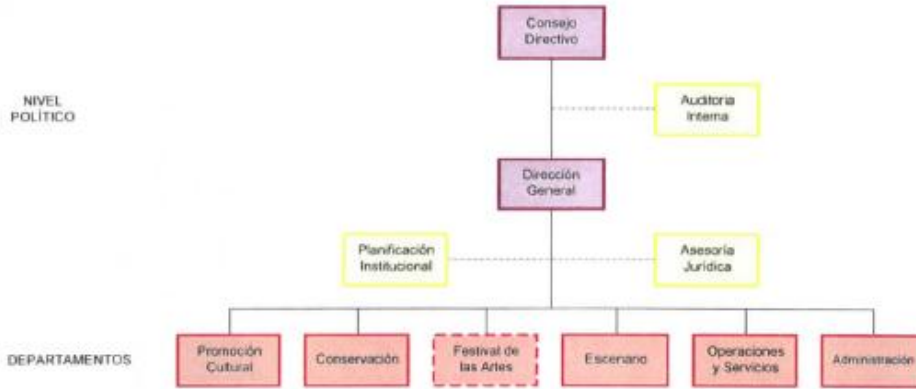 Consejo
Directivo
NIVEL
POLÍTICO
Auditoria
Interna
Dirección
General
Planificación
Institucional
Asesoría
Jurídica
DEPARTAMENTOS
Promoción
Cultural
Conservación
Festival de
las Artes
Escenario
Operaciones
y Servicios
Administración